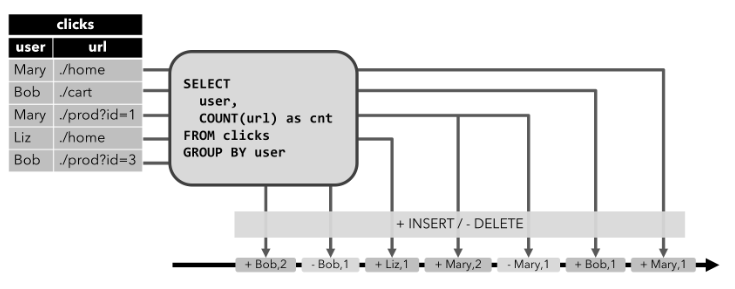 clicks
user url
Mary ./home
Bob ./cart
Mary ./prod?id=1
Liz ./home
Bob ./prod?id=3
SELECT
user,
COUNT(url) as cnt
FROM clicks
GROUP BY user
+ INSERT / - DELETE
+ Bob,2 - Bob,1 + Liz,1 + Mary,2 - Mary,1 + Bob,1 + Mary,1